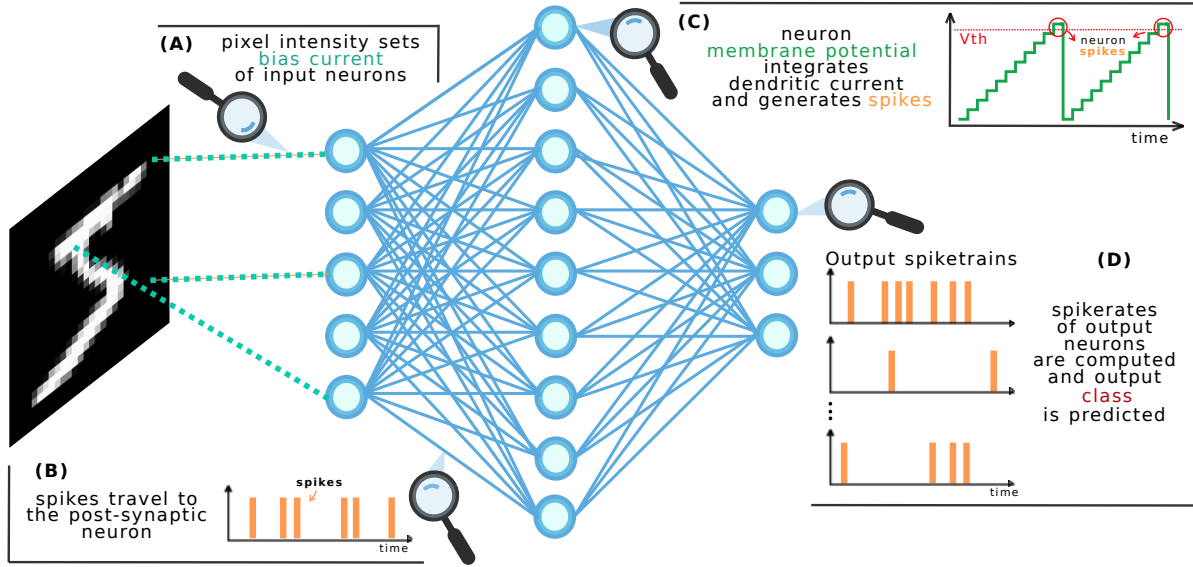 (A)
pixel intensity sets
bias current
of input neurons
(C)
neuron
membrane potential
integrates
dendritic current
and generates spikes
Vth
neuron
spikes
time
Output spiketrains
(D)
spikerates
of output
neurons
are computed
and output
class
is predicted
time
(B)
spikes travel to
the post-synaptic
neuron
spikes
time